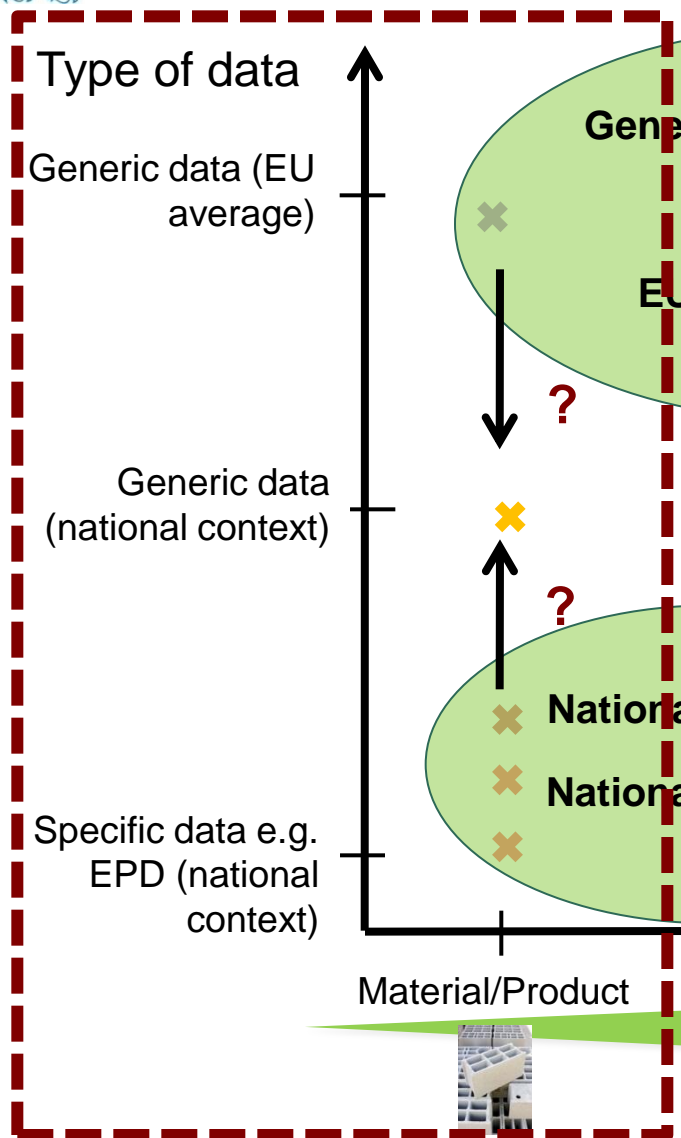 Type of data
Generic data (EU
average)
?
Generic data
(national context)
?
Specific data e.g.
EPD (national
context)
Material/Product